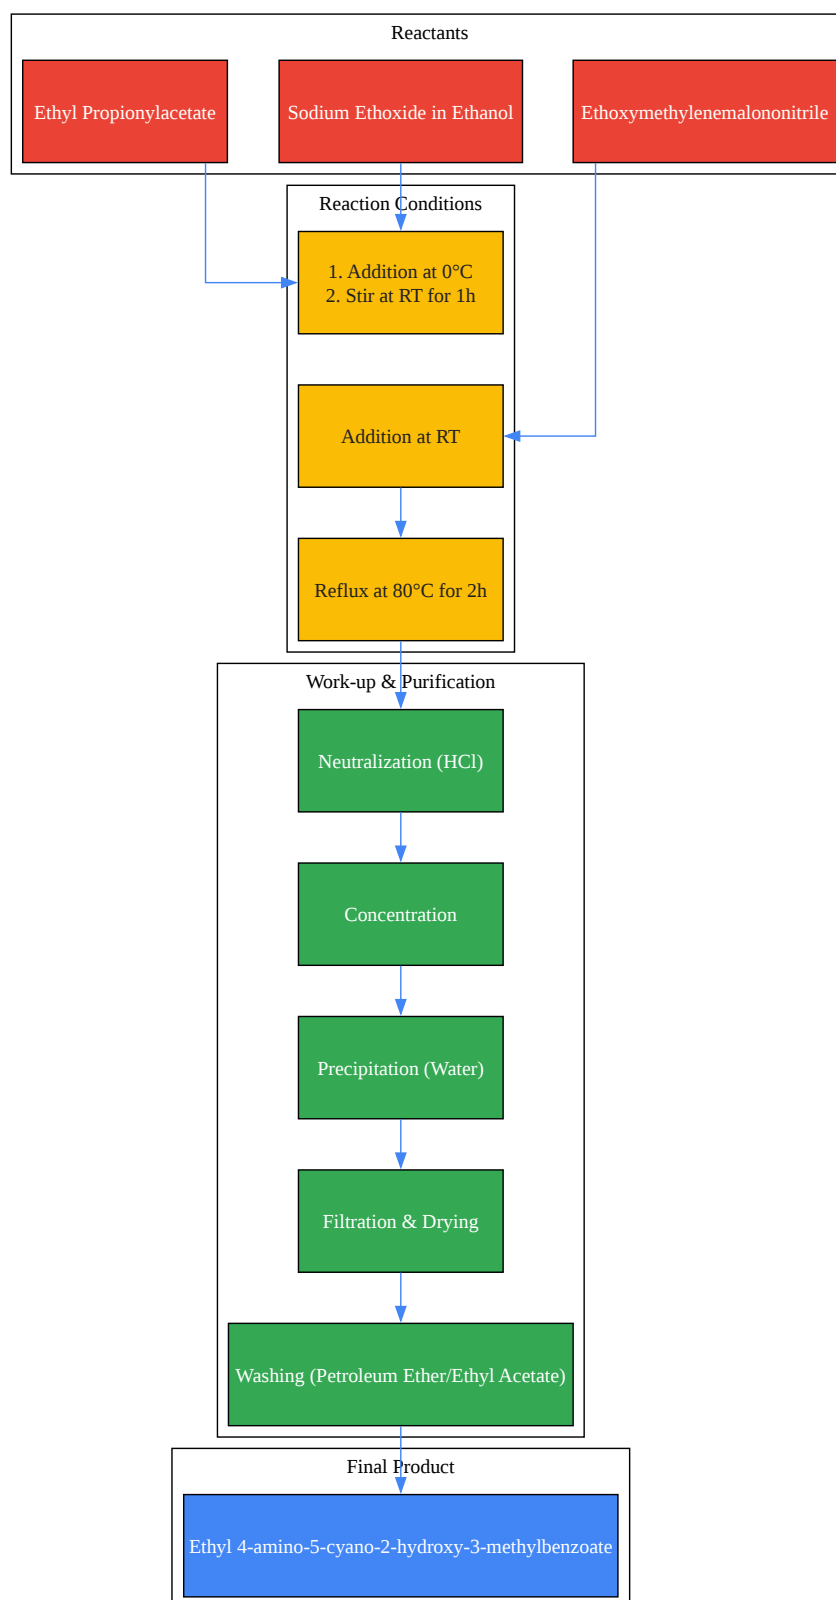 Reactants
Ethyl Propionylacetate
Sodium Ethoxide in Ethanol
Ethoxymethylenemalononitrile
Reaction Conditions
1. Addition at 0°C
2. Stir at RT for 1h
Addition at RT
Reflux at 80°C for 2h
Work-up & Purification
Neutralization (HCl)
Concentration
Precipitation (Water)
Filtration & Drying
Washing (Petroleum Ether/Ethyl Acetate)
Final Product
Ethyl 4-amino-5-cyano-2-hydroxy-3-methylbenzoate